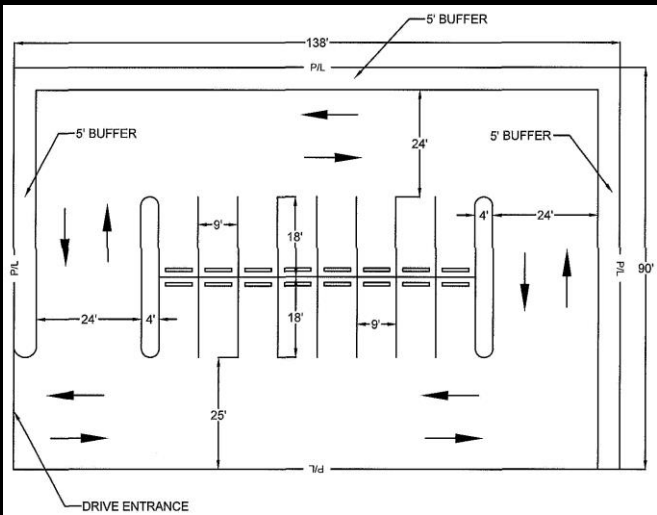 5' BUFFER
138'
P/L
5' BUFFER
5' BUFFER
24'
9'
18'
4'
24'
P/L
P/L
90'
18'
24'
4'
9'
25'
P/L
DRIVE ENTRANCE